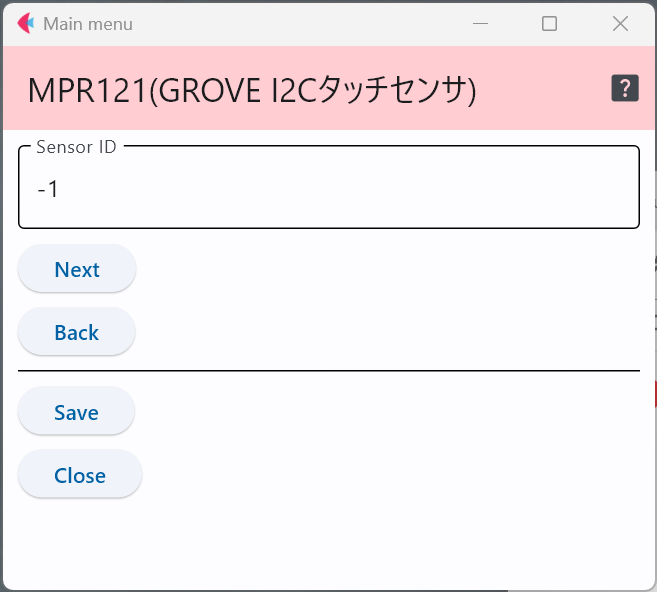 Main menu
MPR121(GROVE I2Cタッチセンサ)
?
Sensor ID
-1
Next
Back
Save
Close